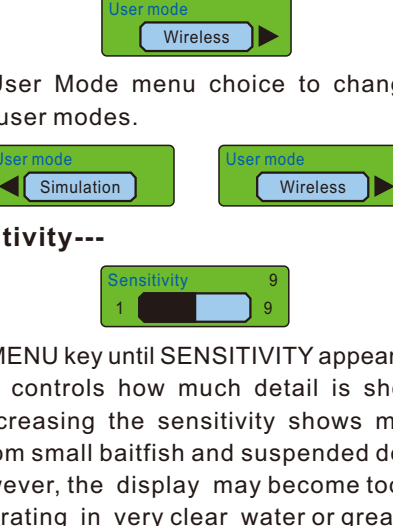 User mode
Wireless
User Mode menu choice to chang
user modes.
User mode User mode
Simulation Wireless
tivity---
Sensitivity 9
1 9
MENU key until SENSITIVITY appear
controls how much detail is sh
creasing the sensitivity shows m
om small baitfish and suspended de
wever, the display may become too
rating in very clear water or grea